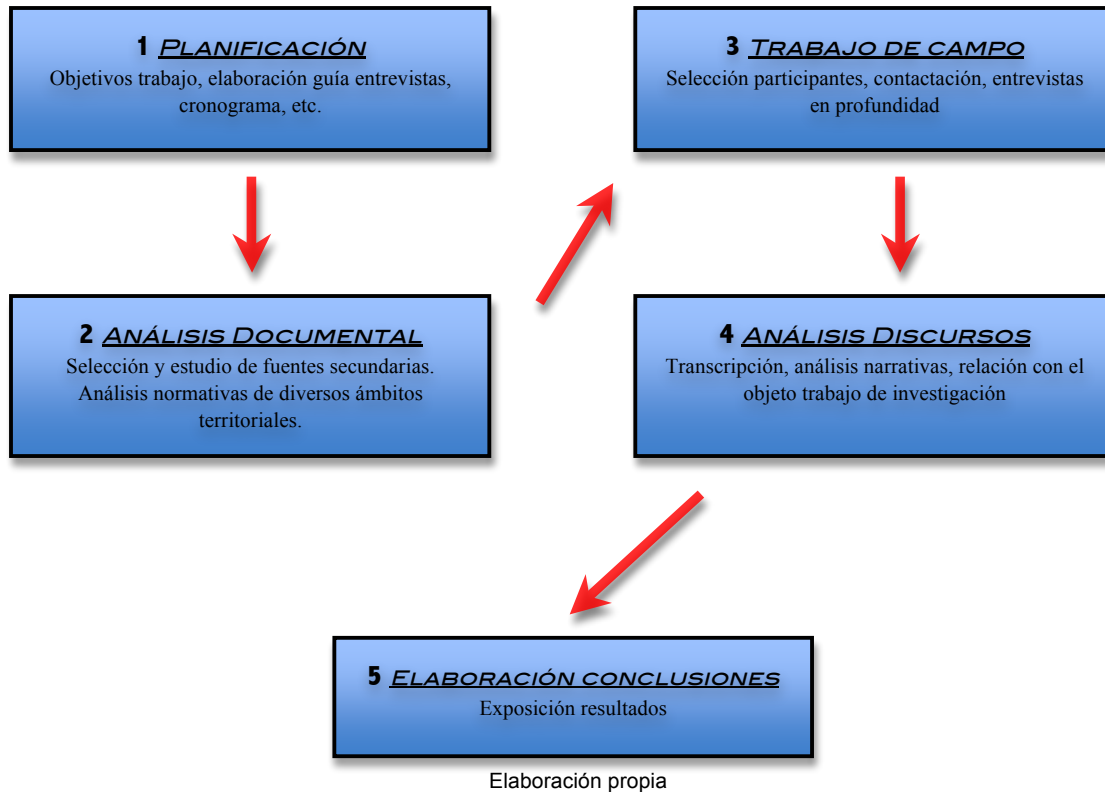 1 PLANIFICACIÓN
Objetivos trabajo, elaboración guía entrevistas,
cronograma, etc.
2 ANÁLISIS DOCUMENTAL
Selección y estudio de fuentes secundarias.
Análisis normativas de diversos ámbitos
territoriales.
3 TRABAJO DE CAMPO
Selección participantes, contactación, entrevistas
en profundidad
4 ANÁLISIS DISCURSOS
Transcripción, análisis narrativas, relación con el
objeto trabajo de investigación
5 ELABORACIÓN CONCLUSIONES
Exposición resultados
Elaboración propia